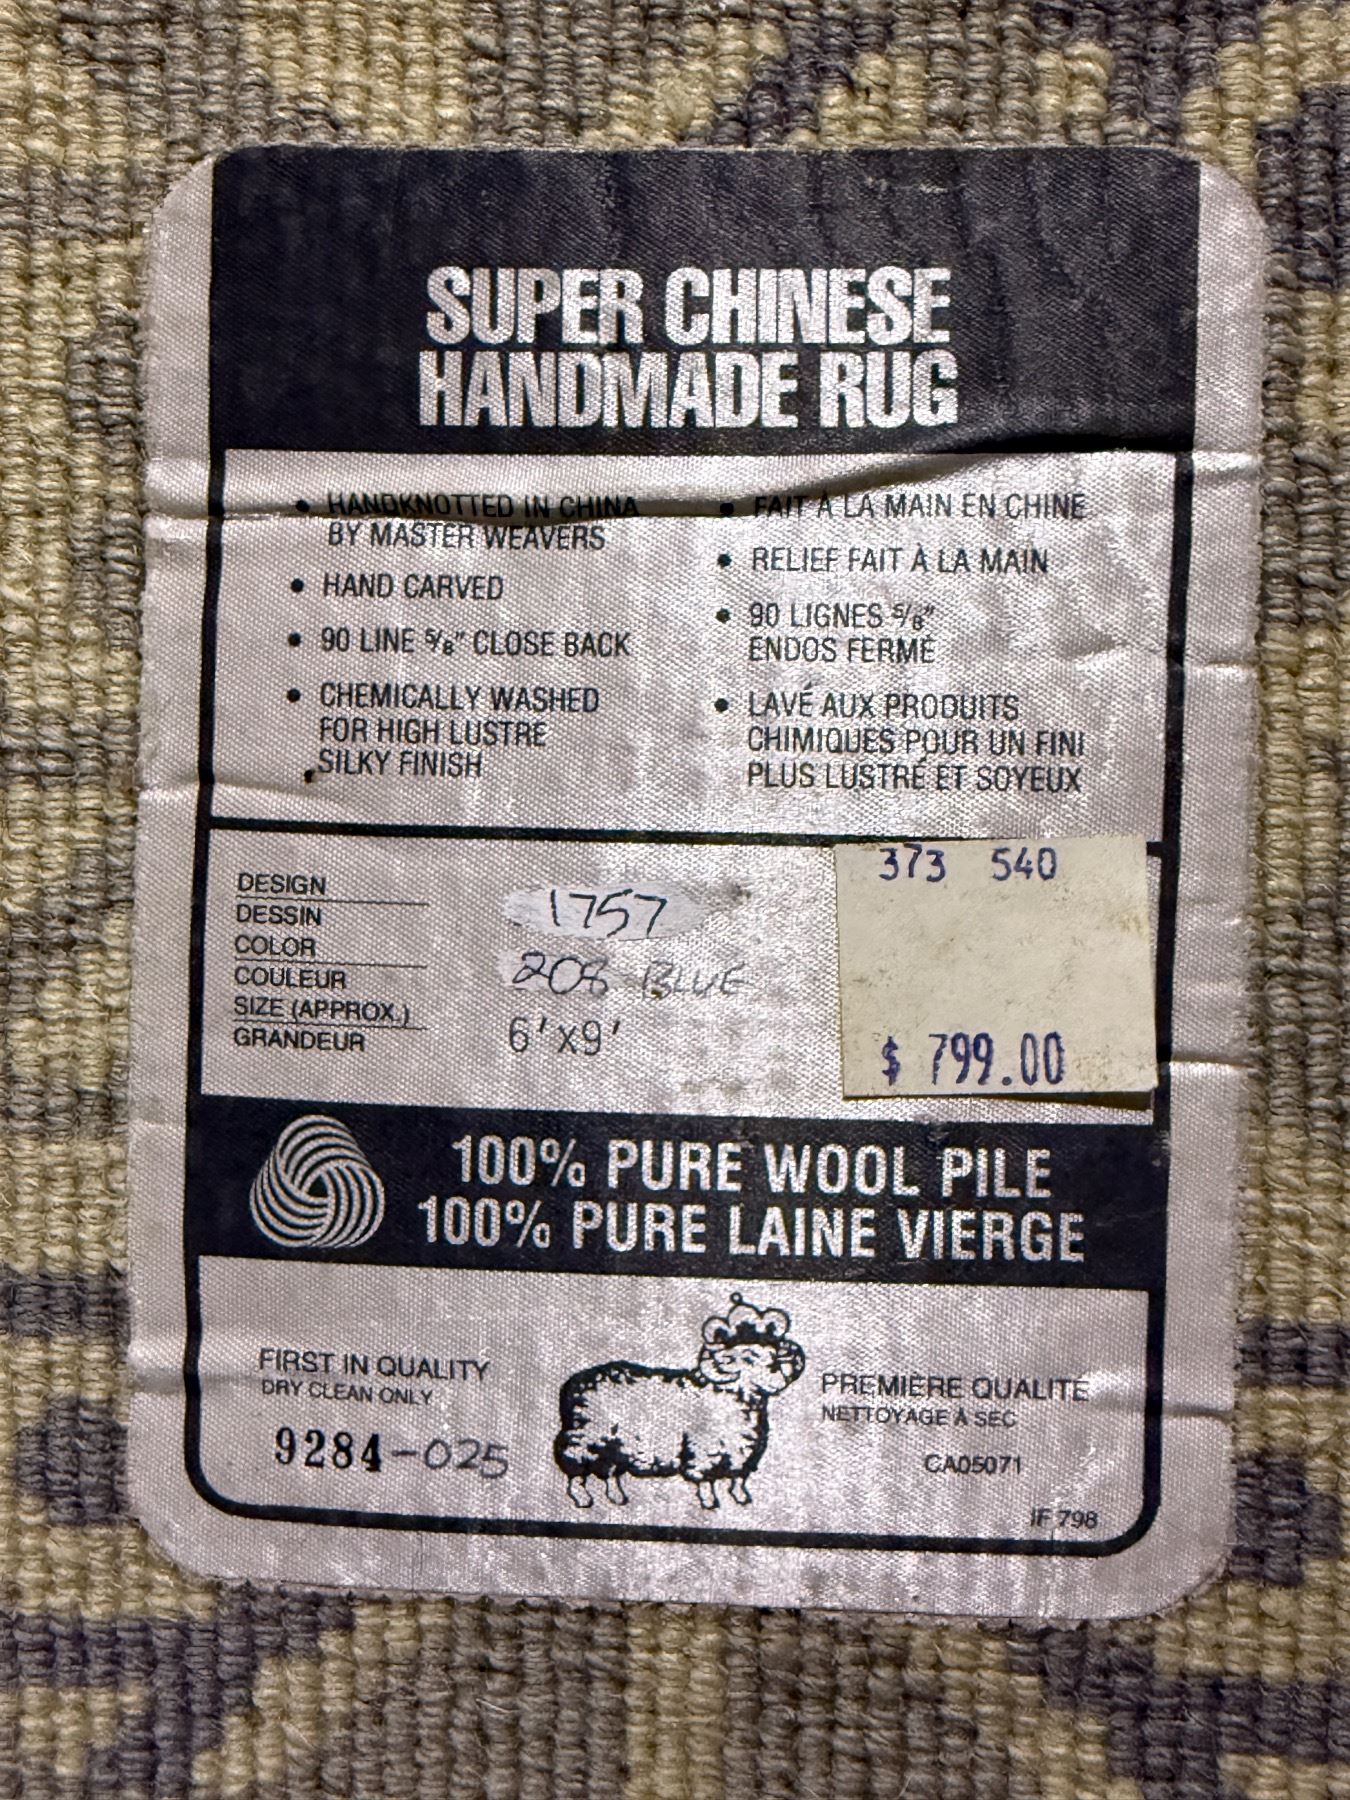 SUPER CHINESE
HANDMADE RUG
• HANDKNOTTED IN CHINA
BY MASTER WEAVERS
• HAND CARVED
• 90 LINE 5/8" CLOSE BACK
• CHEMICALLY WASHED
FOR HIGH LUSTRE
SILKY FINISH
• FAIT À LA MAIN EN CHINE
• RELIEF FAIT À LA MAIN
• 90 LIGNES 5/8"
ENDOS FERMÉ
• LAVÉ AUX PRODUITS
CHIMIQUES POUR UN FINI
PLUS LUSTRÉ ET SOYEUX
DESIGN
DESSIN
1757
COLOR
COULEUR
208 BLUE
SIZE (APPROX.)
GRANDEUR
6' x 9'
373 540
$ 799.00
100% PURE WOOL PILE
100% PURE LAINE VIERGE
FIRST IN QUALITY
DRY CLEAN ONLY
9284-025
PREMIÈRE QUALITÉ
NETTOYAGE À SEC
CA05071
IF 798